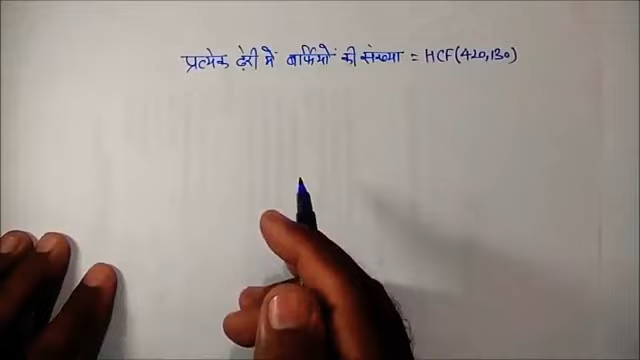 प्रत्येक ढ़ेरी में बर्फियों की संख्या = HCF(420,130)